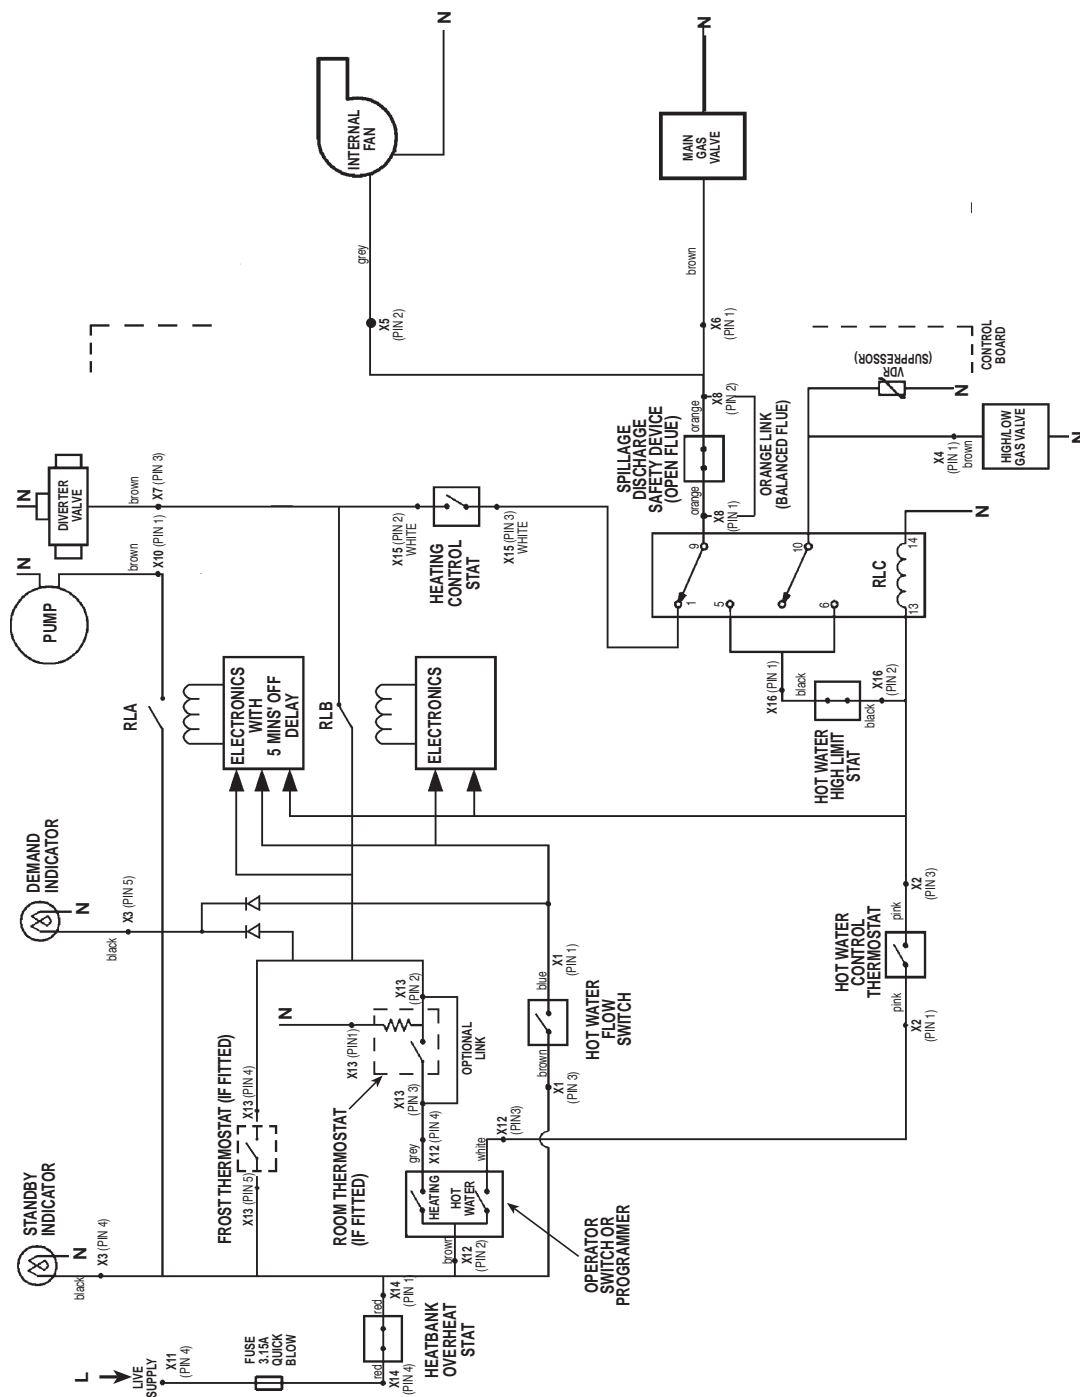 L
LIVE
SUPPLY
X11
(PIN 4)
FUSE
3.15A
QUICK
BLOW
red
X14
(PIN 4)
HEATBANK
OVERHEAT
STAT
red
X14
(PIN 1)
STANDBY
INDICATOR
N
black
X3 (PIN 4)
FROST THERMOSTAT (IF FITTED)
X13 (PIN 5)
X13 (PIN 4)
ROOM THERMOSTAT
(IF FITTED)
N
X13 (PIN1)
X13
(PIN 3)
X13
(PIN 2)
OPTIONAL
LINK
grey
X12 (PIN 4)
HEATING
HOT
WATER
white
X12
(PIN3)
brown
X12
(PIN 2)
OPERATOR
SWITCH OR
PROGRAMMER
brown
X1
(PIN 3)
HOT WATER
FLOW
SWITCH
blue
X1
(PIN 1)
DEMAND
INDICATOR
N
black
X3 (PIN 5)
HOT WATER
CONTROL
THERMOSTAT
pink
X2
(PIN 1)
pink
X2
(PIN 3)
RLA
ELECTRONICS
WITH
5 MINS' OFF
DELAY
RLB
ELECTRONICS
HOT WATER
HIGH LIMIT
STAT
X16 (PIN 1)
black
black
X16
(PIN 2)
PUMP
N
brown
X10 (PIN 1)
DIVERTER
VALVE
N
brown
X7 (PIN 3)
HEATING
CONTROL
STAT
X15 (PIN 2)
WHITE
X15 (PIN 3)
WHITE
1
9
5
10
6
RLC
13
14
N
SPILLAGE
DISCHARGE
SAFETY DEVICE
(OPEN FLUE)
orange
X8
(PIN 1)
orange
X8
(PIN 2)
ORANGE LINK
(BALANCED FLUE)
X4
(PIN 1)
brown
HIGH/LOW
GAS VALVE
N
VDR
(SUPPRESSOR)
N
CONTROL
BOARD
X5
(PIN 2)
grey
INTERNAL
FAN
N
X6
(PIN 1)
brown
MAIN
GAS
VALVE
N